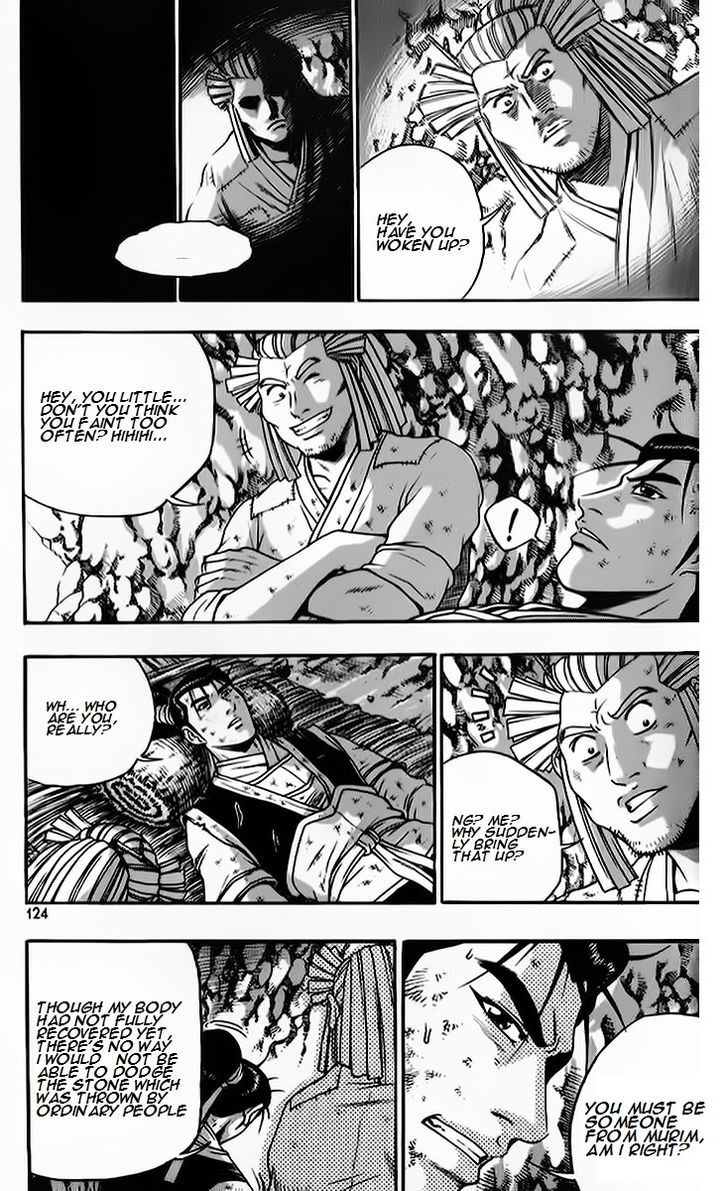 ...
HEY,
HAVE YOU
WOKEN UP?
HEY, YOU LITTLE...
DON'T YOU THINK
YOU FAINT TOO
OFTEN? HIHIHI...
!
WH... WHO
ARE YOU,
REALLY?
NG? ME?
WHY SUDDEN-
LY BRING
THAT UP?
124
THOUGH MY BODY
HAD NOT FULLY
RECOVERED YET,
THERE'S NO WAY
I WOULD NOT BE
ABLE TO DODGE
THE STONE WHICH
WAS THROWN BY
ORDINARY PEOPLE
YOU MUST BE
SOMEONE
FROM MURIM,
AM I RIGHT?